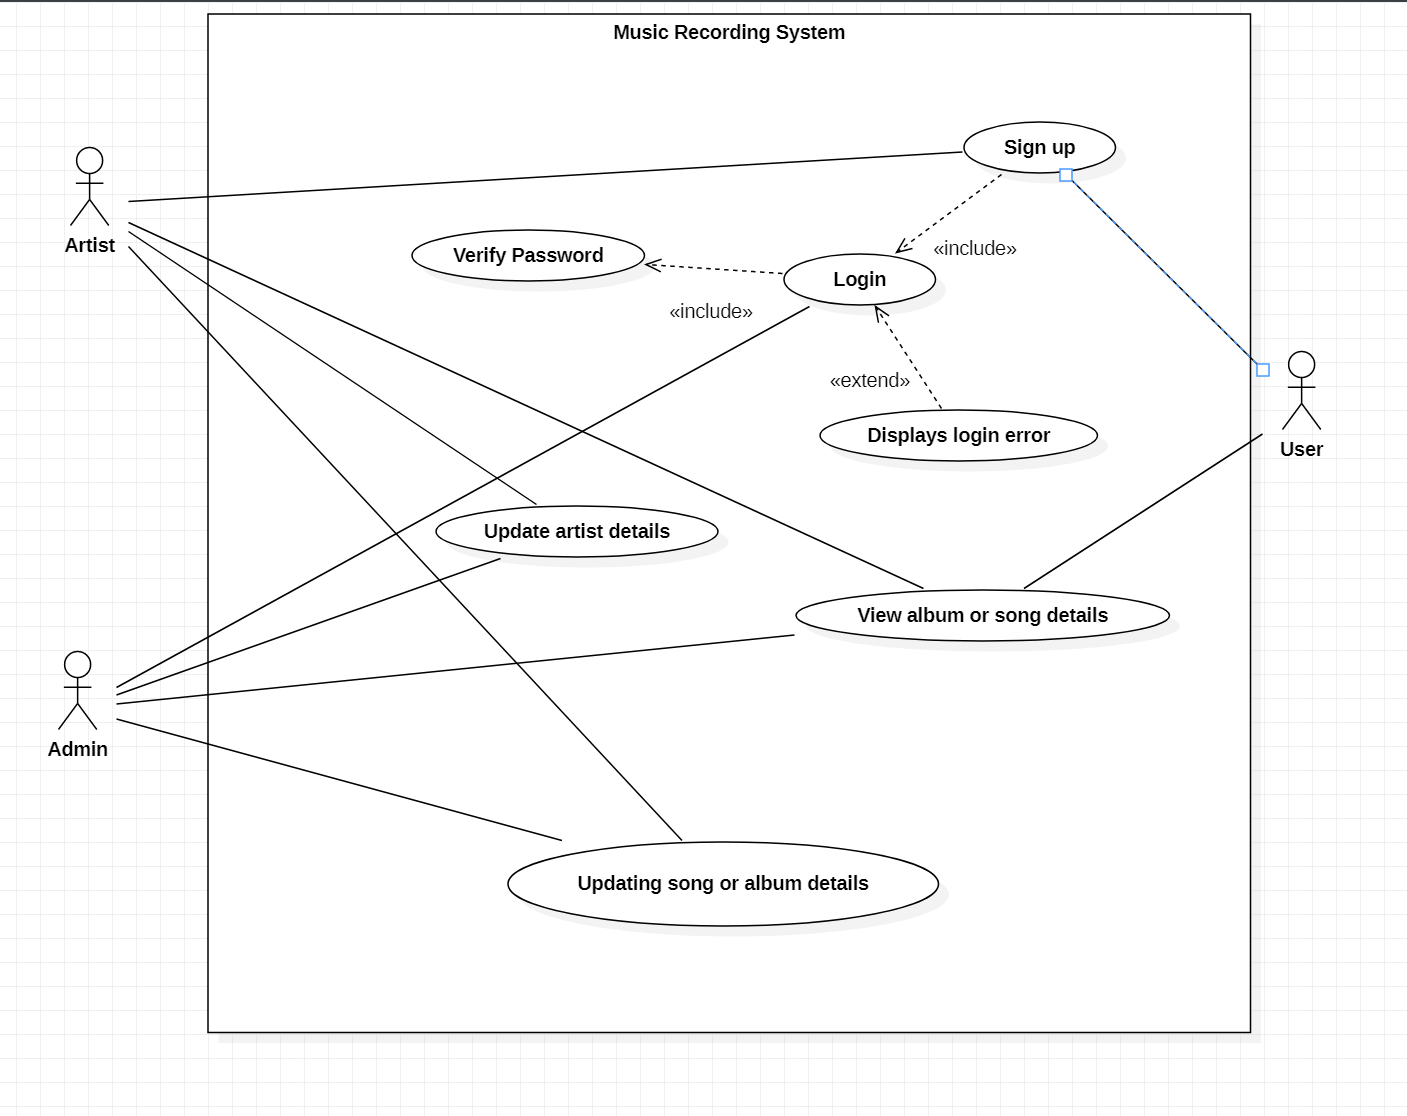 Music Recording System
Sign up
Artist
Verify Password
«include»
Login
«include»
«extend»
Displays login error
User
Update artist details
View album or song details
Admin
Updating song or album details